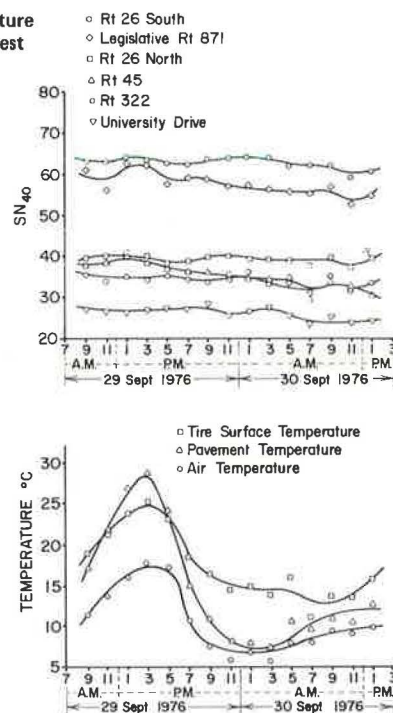 ture
est
Rt 26 South
Legislative Rt 871
Rt 26 North
Rt 45
Rt 322
University Drive
80
70
60
50
40
30
20
SN40
7 9 11 1 3 5 7 9 11 1 3 5 7 9 11 1 3
A.M. P.M. A.M. P.M.
29 Sept 1976 30 Sept 1976
Tire Surface Temperature
Pavement Temperature
Air Temperature
30
25
20
15
10
5
TEMPERATURE °C
7 9 11 1 3 5 7 9 11 1 3 5 7 9 11 1 3
A.M. P.M. A.M. P.M.
29 Sept 1976 30 Sept 1976